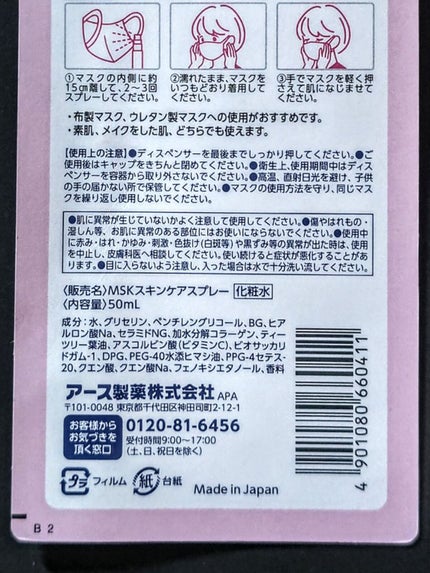 ①マスクの内側に約
15㎝離して、2~3回
スプレーしてください。
②濡れたまま、マスクを
いつもどおり着用して
ください。
③手でマスクを軽く押
さえて肌になじませて
ください。
・布製マスク、ウレタン製マスクへの使用がおすすめです。
・素肌、メイクをした肌、どちらでも使えます。
【使用上の注意】●ディスペンサーを最後までしっかり押してください。●ご
使用後はキャップをきちんと閉めてください。●衛生上、使用期間中はディス
ペンサーを容器から取り外さないでください。●高温、直射日光を避け、子供
の手の届かない所で保管してください。●マスクの使用方法を守り、同じマス
クを繰り返し使用しないでください。
●肌に異常が生じていないかよく注意して使用してください。●傷やはれもの・
湿しん等、お肌に異常のある部位にはお使いにならないでください。●使用中
に赤み・はれ・かゆみ・刺激・色抜け(白斑等)や黒ずみ等の異常が出た時は、使用
を中止し、皮膚科医へ相談してください。使い続けると症状が悪化することがあ
ります。●目に入らないよう注意し、入った場合は水で十分洗い流してください。
〈販売名〉MSKスキンケアスプレー 化粧水
〈内容量〉50mL
成分:水、グリセリン、ペンチレングリコール、BG、ヒア
ルロン酸Na、セラミドNG、加水分解コラーゲン、ティー
ツリー葉油、アスコルビン酸(ビタミンC)、ビオサッカリ
ドガム-1、DPG、PEG-40水添ヒマシ油、PPG-4セテス-
20、クエン酸、クエン酸Na、フェノキシエタノール、香料
アース製薬株式会社 APA
〒101-0048 東京都千代田区神田司町2-12-1
お客様から
お気づきを
頂く窓口
0120-81-6456
受付時間9:00~17:00
(土、日、祝日を除く)
プラ フィルム 紙 台紙
Made in Japan
4 901080 660411
B 2